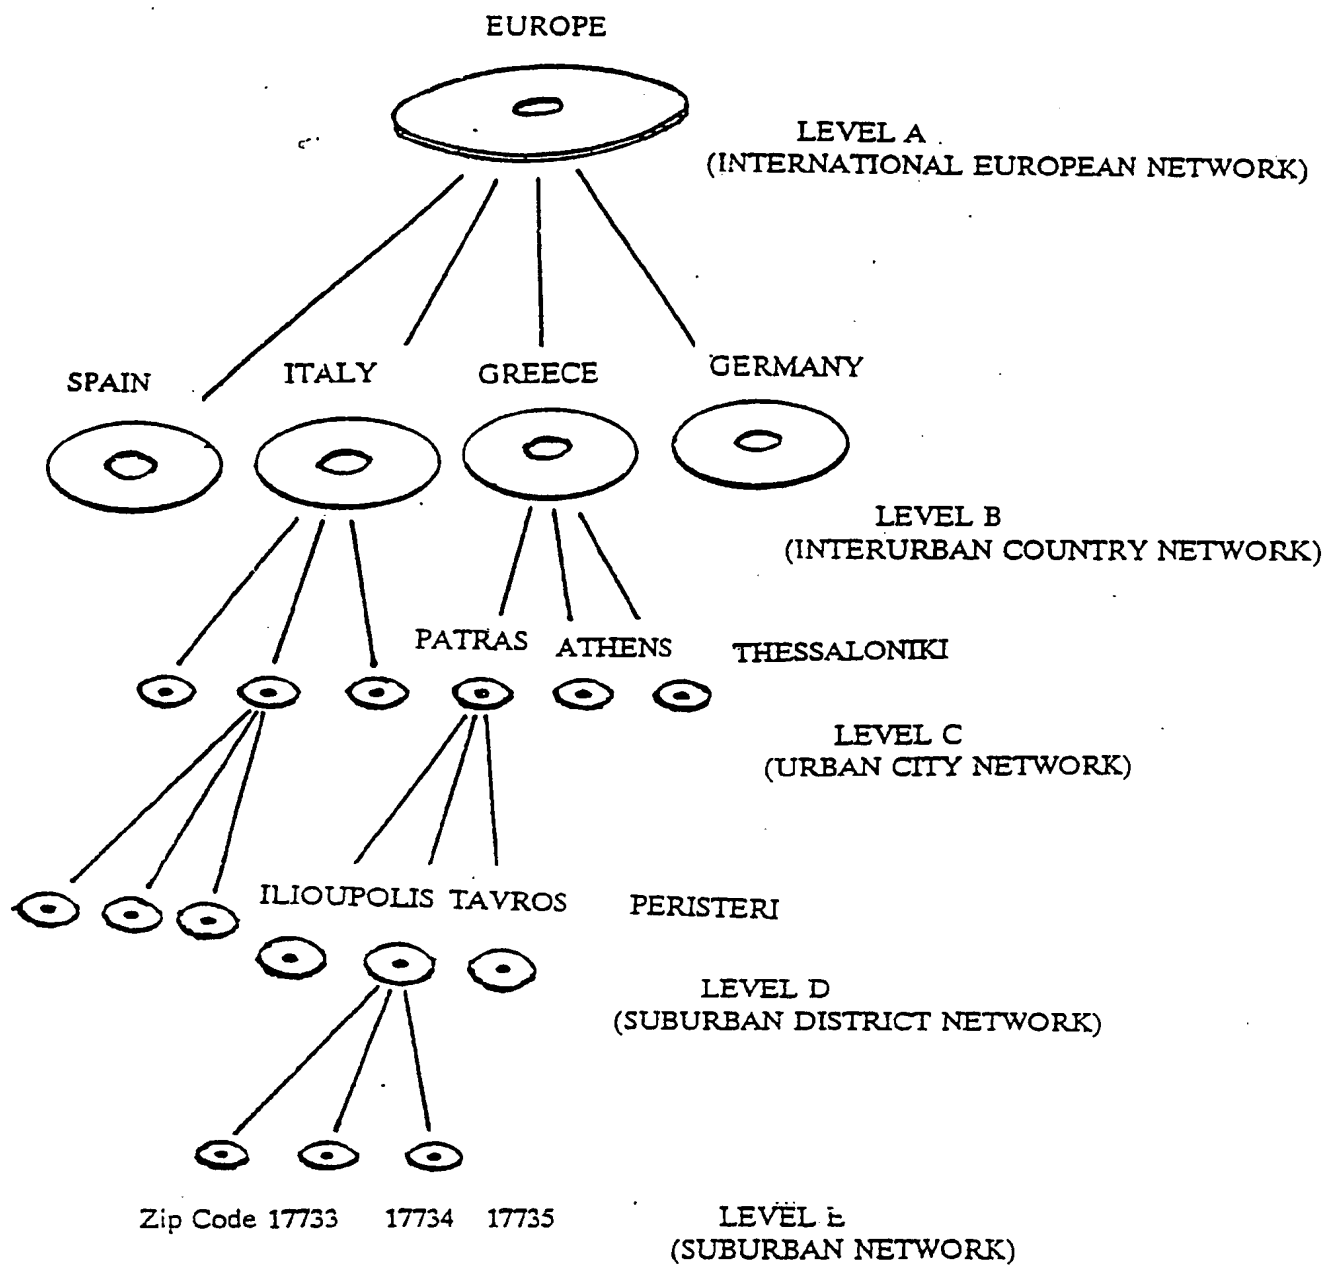 EUROPE
LEVEL A
(INTERNATIONAL EUROPEAN NETWORK)
SPAIN
ITALY
GREECE
GERMANY
LEVEL B
(INTERURBAN COUNTRY NETWORK)
PATRAS
ATHENS
THESSALONIKI
LEVEL C
(URBAN CITY NETWORK)
ILIOUPOLIS
TAVROS
PERISTERI
LEVEL D
(SUBURBAN DISTRICT NETWORK)
Zip Code 17733
17734
17735
LEVEL E
(SUBURBAN NETWORK)